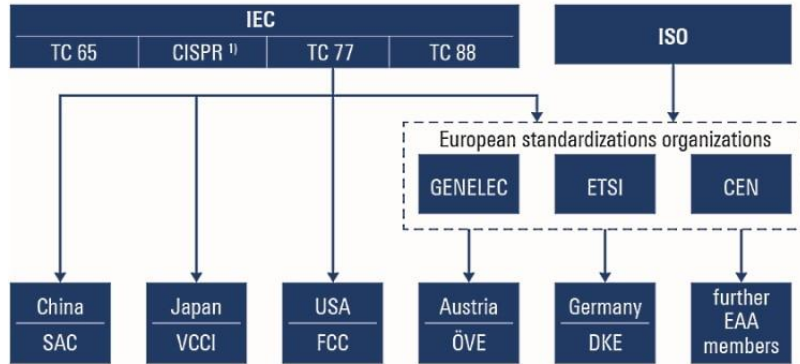 IEC
TC 65 CISPR 1) TC 77 TC 88
ISO
European standardizations organizations
GENELEC ETSI CEN
China Japan USA Austria Germany further
EAA
SAC VCCI FCC ÖVE DKE members